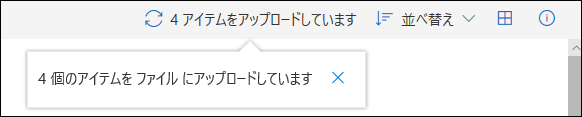 4 アイテムをアップロードしています 並べ替え
4 個のアイテムを ファイル にアップロードしています